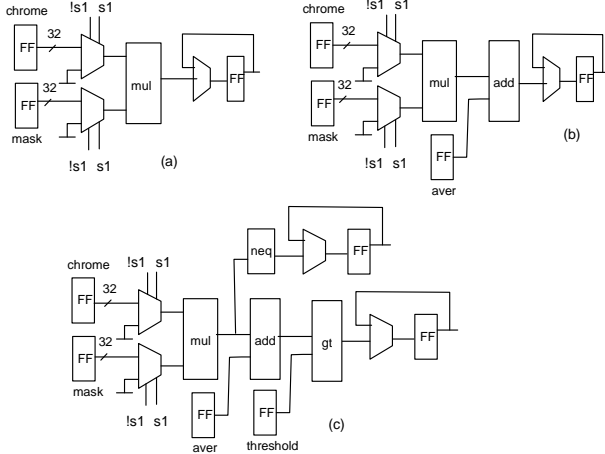 chrome
!s1 s1
32
FF
mul
FF
32
FF
mask
!s1 s1
(a)
chrome
!s1 s1
32
FF
mul
add
FF
32
FF
mask
!s1 s1
FF
aver
(b)
neq
FF
chrome
!s1 s1
32
FF
mul
add
gt
FF
32
FF
mask
!s1 s1
FF
aver
FF
threshold
(c)